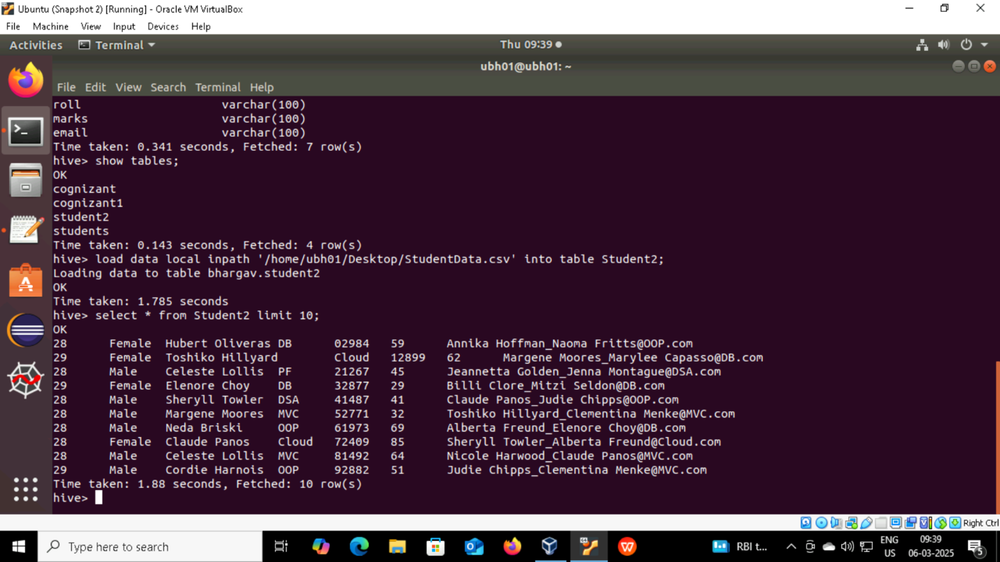 Ubuntu (Snapshot 2) [Running] - Oracle VM VirtualBox
File Machine View Input Devices Help
Activities Terminal Thu 09:39
ubh01@ubh01: ~
File Edit View Search Terminal Help
roll varchar(100)
marks varchar(100)
email varchar(100)
Time taken: 0.341 seconds, Fetched: 7 row(s)
hive> show tables;
OK
cognizant
cognizant1
student2
students
Time taken: 0.143 seconds, Fetched: 4 row(s)
hive> load data local inpath '/home/ubh01/Desktop/StudentData.csv' into table Student2;
Loading data to table bhargav.student2
OK
Time taken: 1.785 seconds
hive> select * from Student2 limit 10;
OK
28 Female Hubert Oliveras DB 02984 59 Annika Hoffman_Naoma Fritts@OOP.com
29 Female Toshiko Hillyard Cloud 12899 62 Margene Moores_Marylee Capasso@DB.com
28 Male Celeste Lollis PF 21267 45 Jeannetta Golden_Jenna Montague@DSA.com
29 Female Elenore Choy DB 32877 29 Billi Clore_Mitzi Seldon@DB.com
28 Male Sheryll Towler DSA 41487 41 Claude Panos_Judie Chipps@OOP.com
28 Male Margene Moores MVC 52771 32 Toshiko Hillyard_Clementina Menke@MVC.com
28 Male Neda Briski OOP 61973 69 Alberta Freund_Elenore Choy@DB.com
28 Female Claude Panos Cloud 72409 85 Sheryll Towler_Alberta Freund@Cloud.com
28 Male Celeste Lollis MVC 81492 64 Nicole Harwood_Claude Panos@MVC.com
29 Male Cordie Harnois OOP 92882 51 Judie Chipps_Clementina Menke@MVC.com
Time taken: 1.88 seconds, Fetched: 10 row(s)
hive>
Right Ctrl
Type here to search
RBI t...
ENG
US
09:39
06-03-2025
5